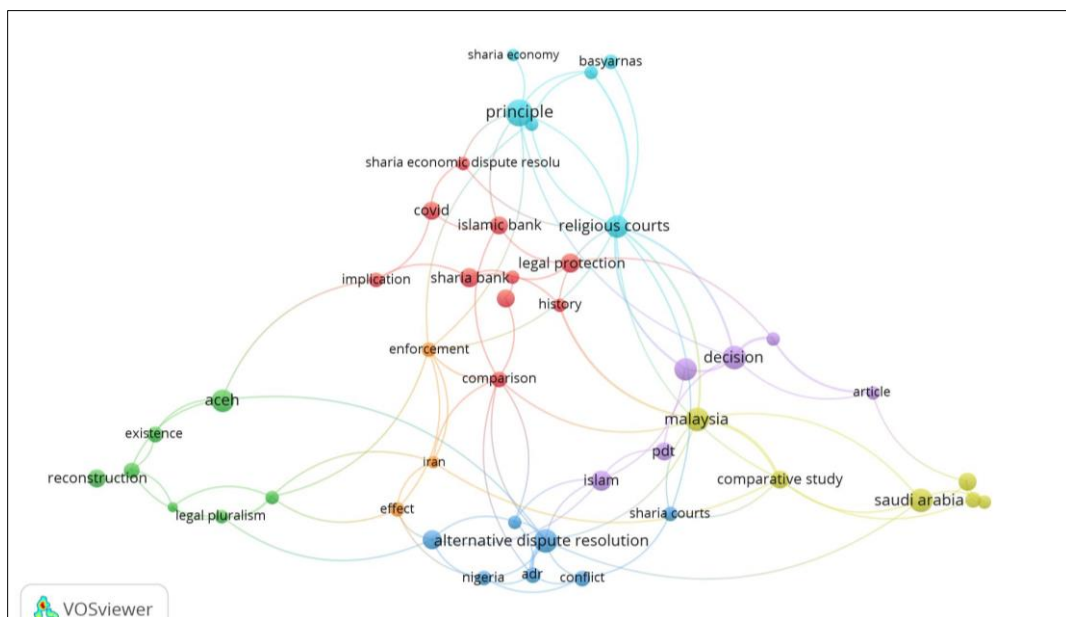 sharia economy
basyarnas
principle
sharia economic dispute resolu
covid
islamic bank
religious courts
legal protection
implication
sharia bank
history
enforcement
decision
comparison
article
aceh
malaysia
existence
pdt
iran
reconstruction
islam
comparative study
saudi arabia
effect
legal pluralism
sharia courts
alternative dispute resolution
nigeria
adr
conflict
VOSviewer